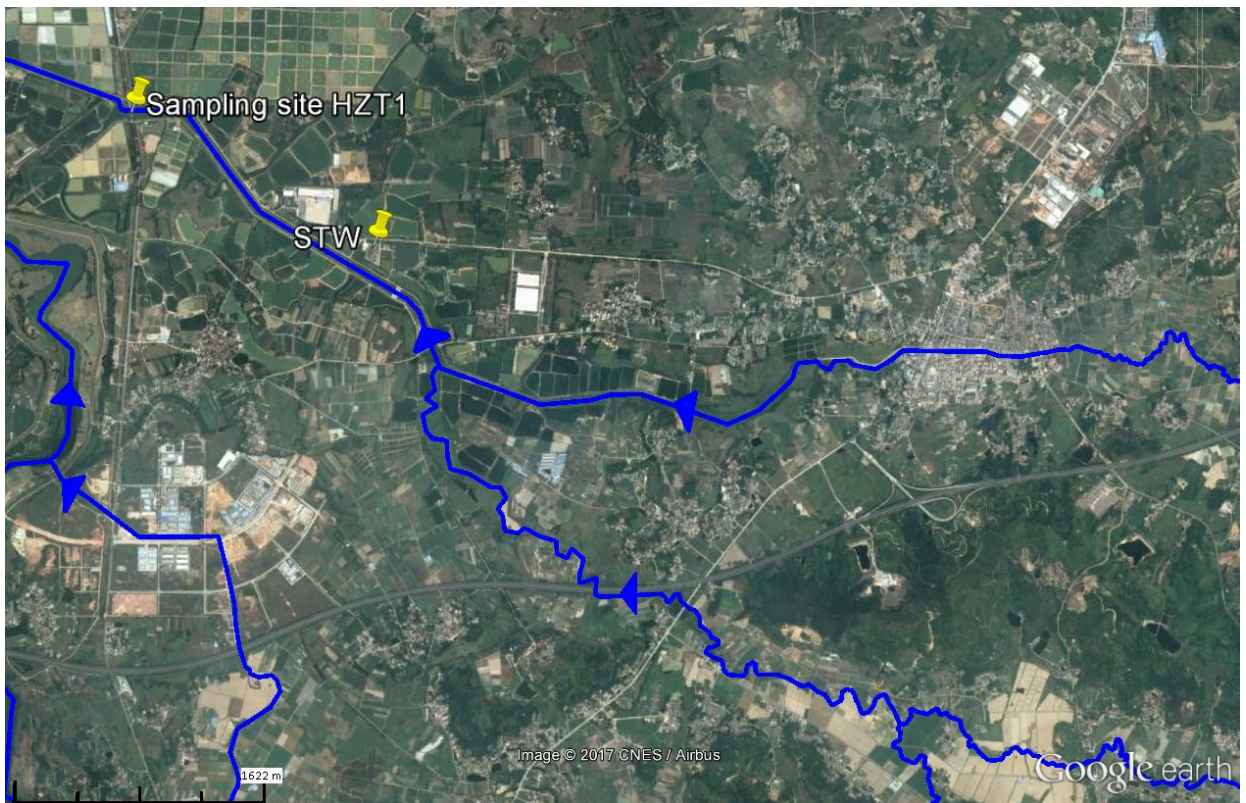 Sampling site HZT1
STW
Image © 2017 CNES / Airbus
1622 m
Google earth